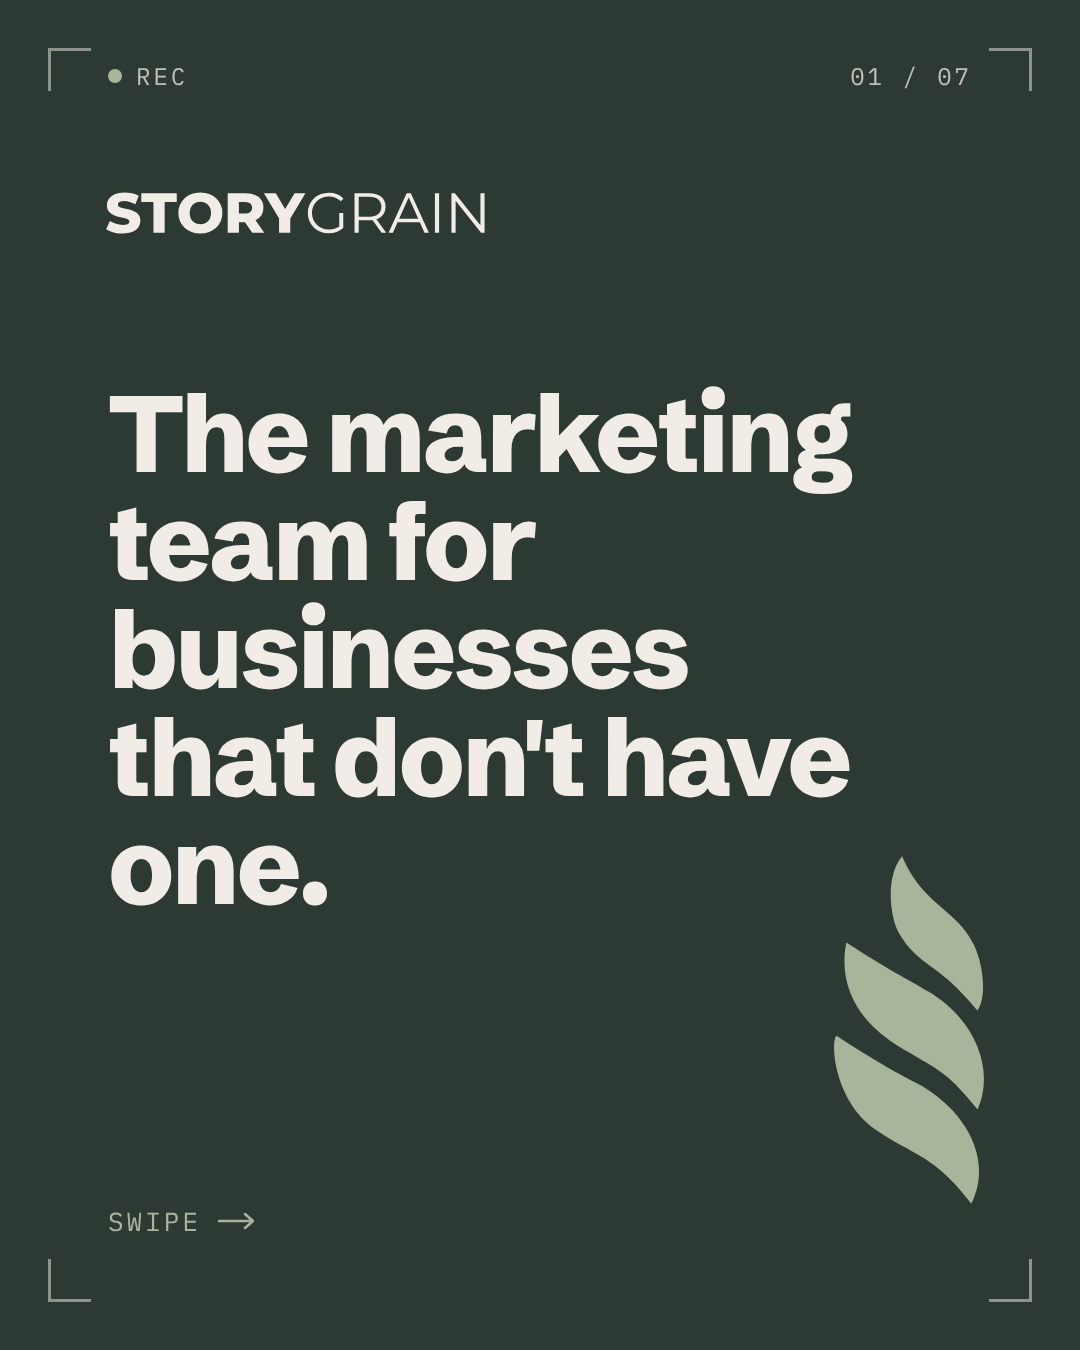 REC
01 / 07
STORYGRAIN
The marketing
team for
businesses
that don't have
one.
SWIPE →